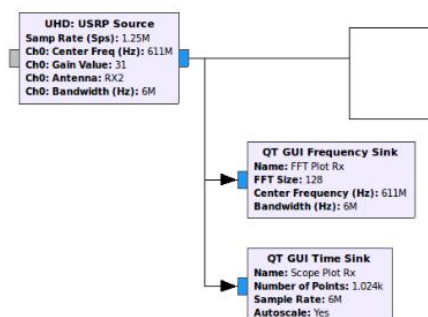 UHD: USRP Source
Samp Rate (Sps): 1.25M
Ch0: Center Freq (Hz): 611M
Ch0: Gain Value: 31
Ch0: Antenna: RX2
Ch0: Bandwidth (Hz): 6M
QT GUI Frequency Sink
Name: FFT Plot Rx
FFT Size: 128
Center Frequency (Hz): 611M
Bandwidth (Hz): 6M
QT GUI Time Sink
Name: Scope Plot Rx
Number of Points: 1.024k
Sample Rate: 6M
Autoscale: Yes